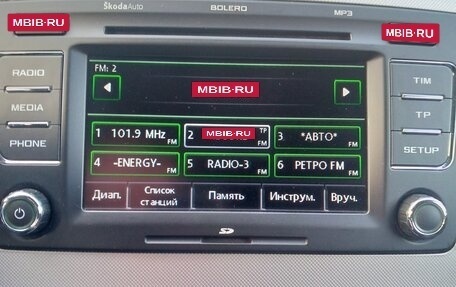 ŠkodaAuto BOLERO MP3
MBIB·RU
MBIB·RU
RADIO
MEDIA
PHONE
FM: 2
MBIB·RU
TIM
TP
SETUP
1 101.9 MHz FM
2 MBIB·RU TP FM
3 *АВТО* FM
4 -ENERGY- FM
5 RADIO-3 FM
6 РЕТРО FM FM
Диап.
Список
станций
Память
Инструм.
Вруч.
SD